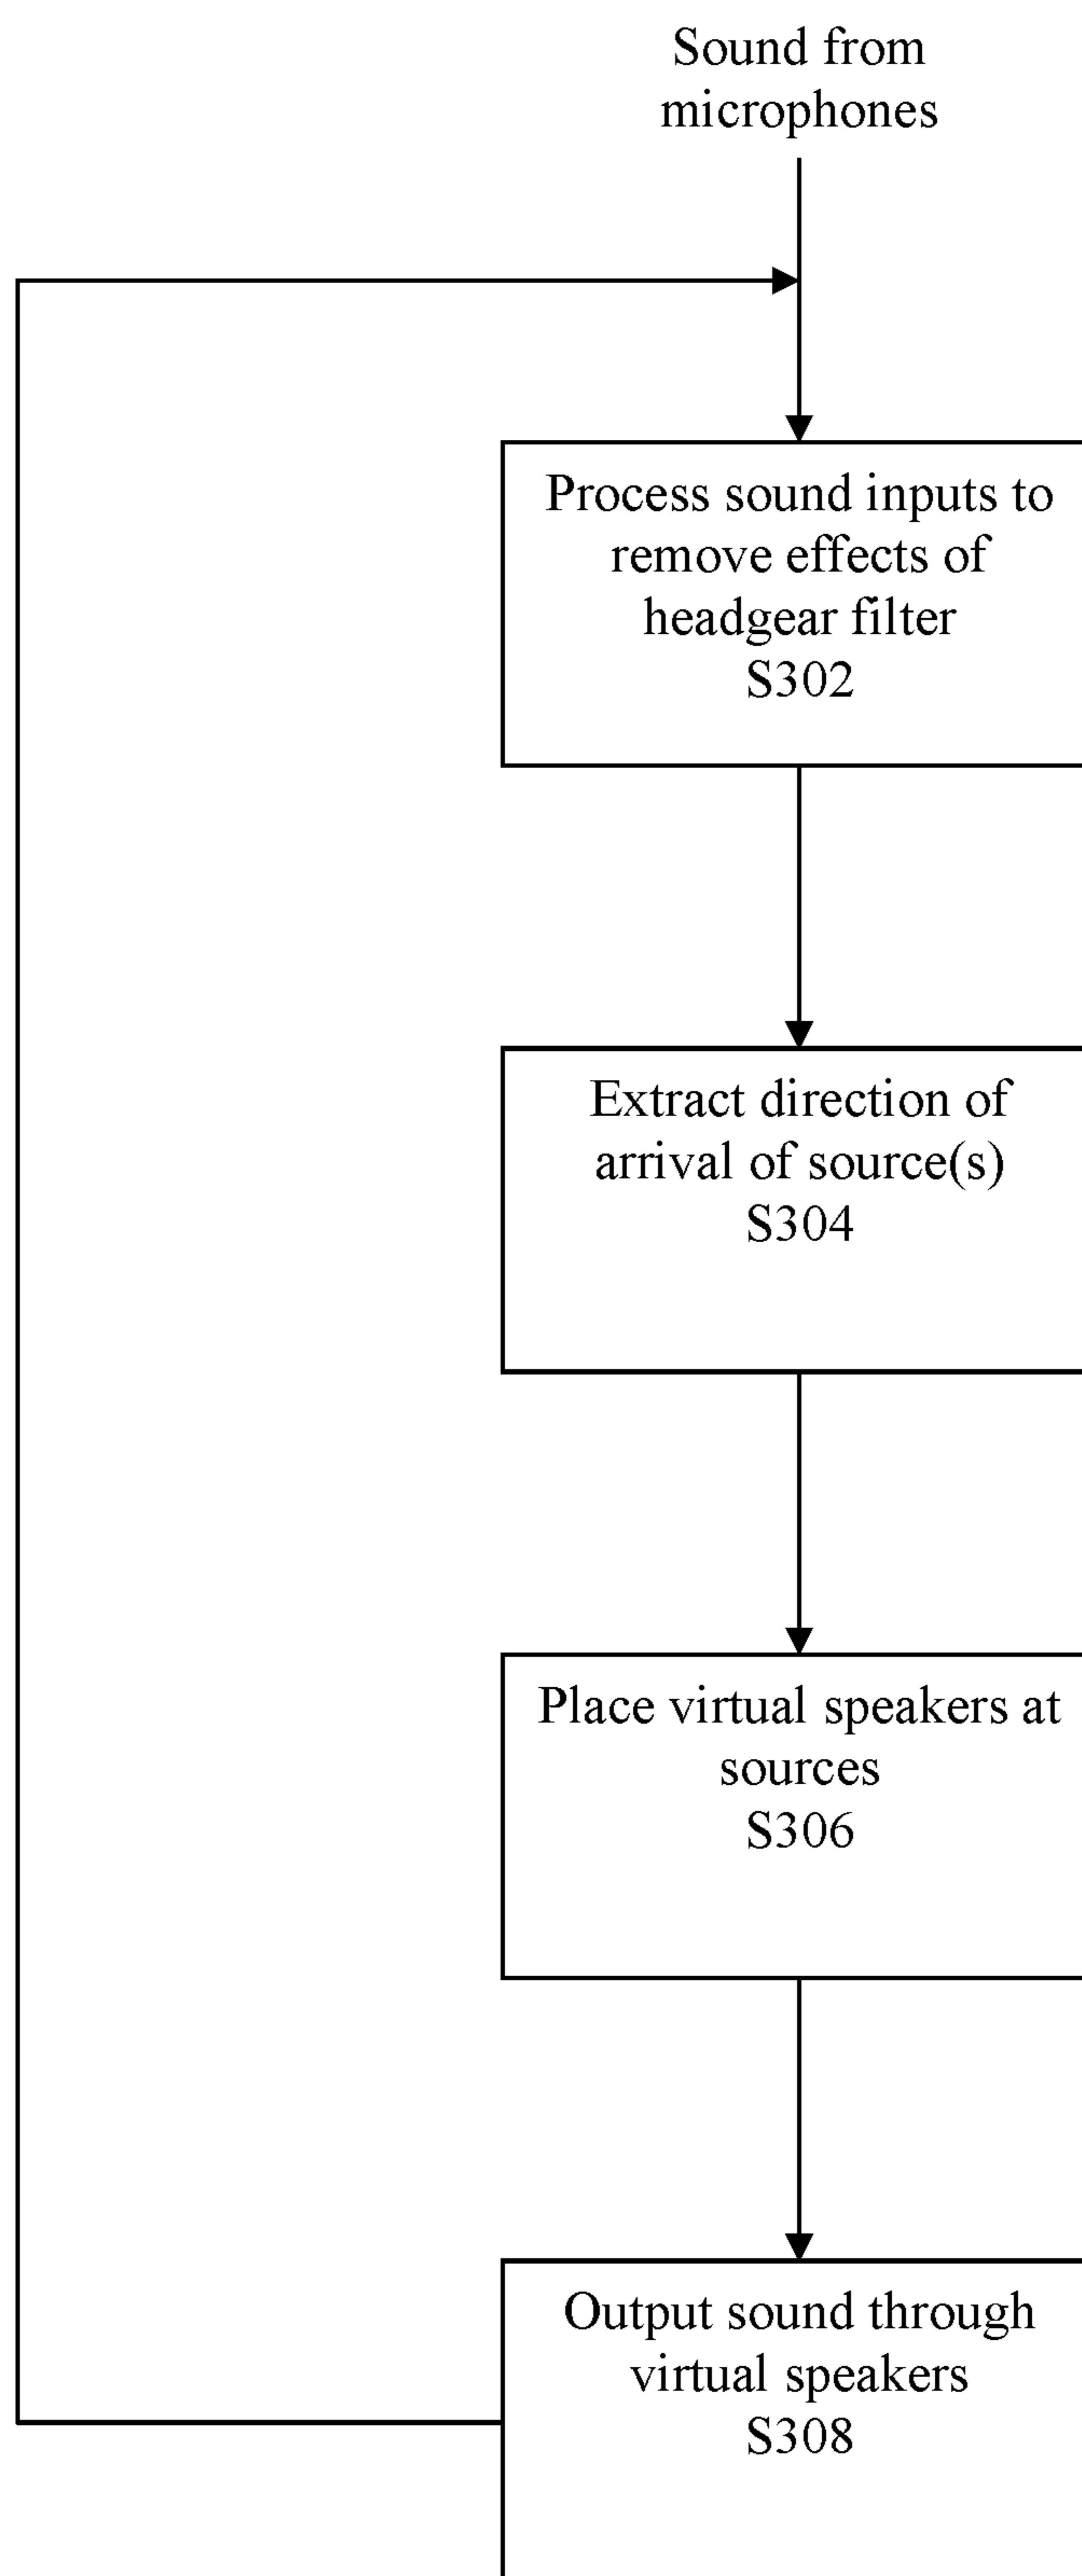 Sound from
microphones
Process sound inputs to
remove effects of
headgear filter
S302
Extract direction of
arrival of source(s)
S304
Place virtual speakers at
sources
S306
Output sound through
virtual speakers
S308